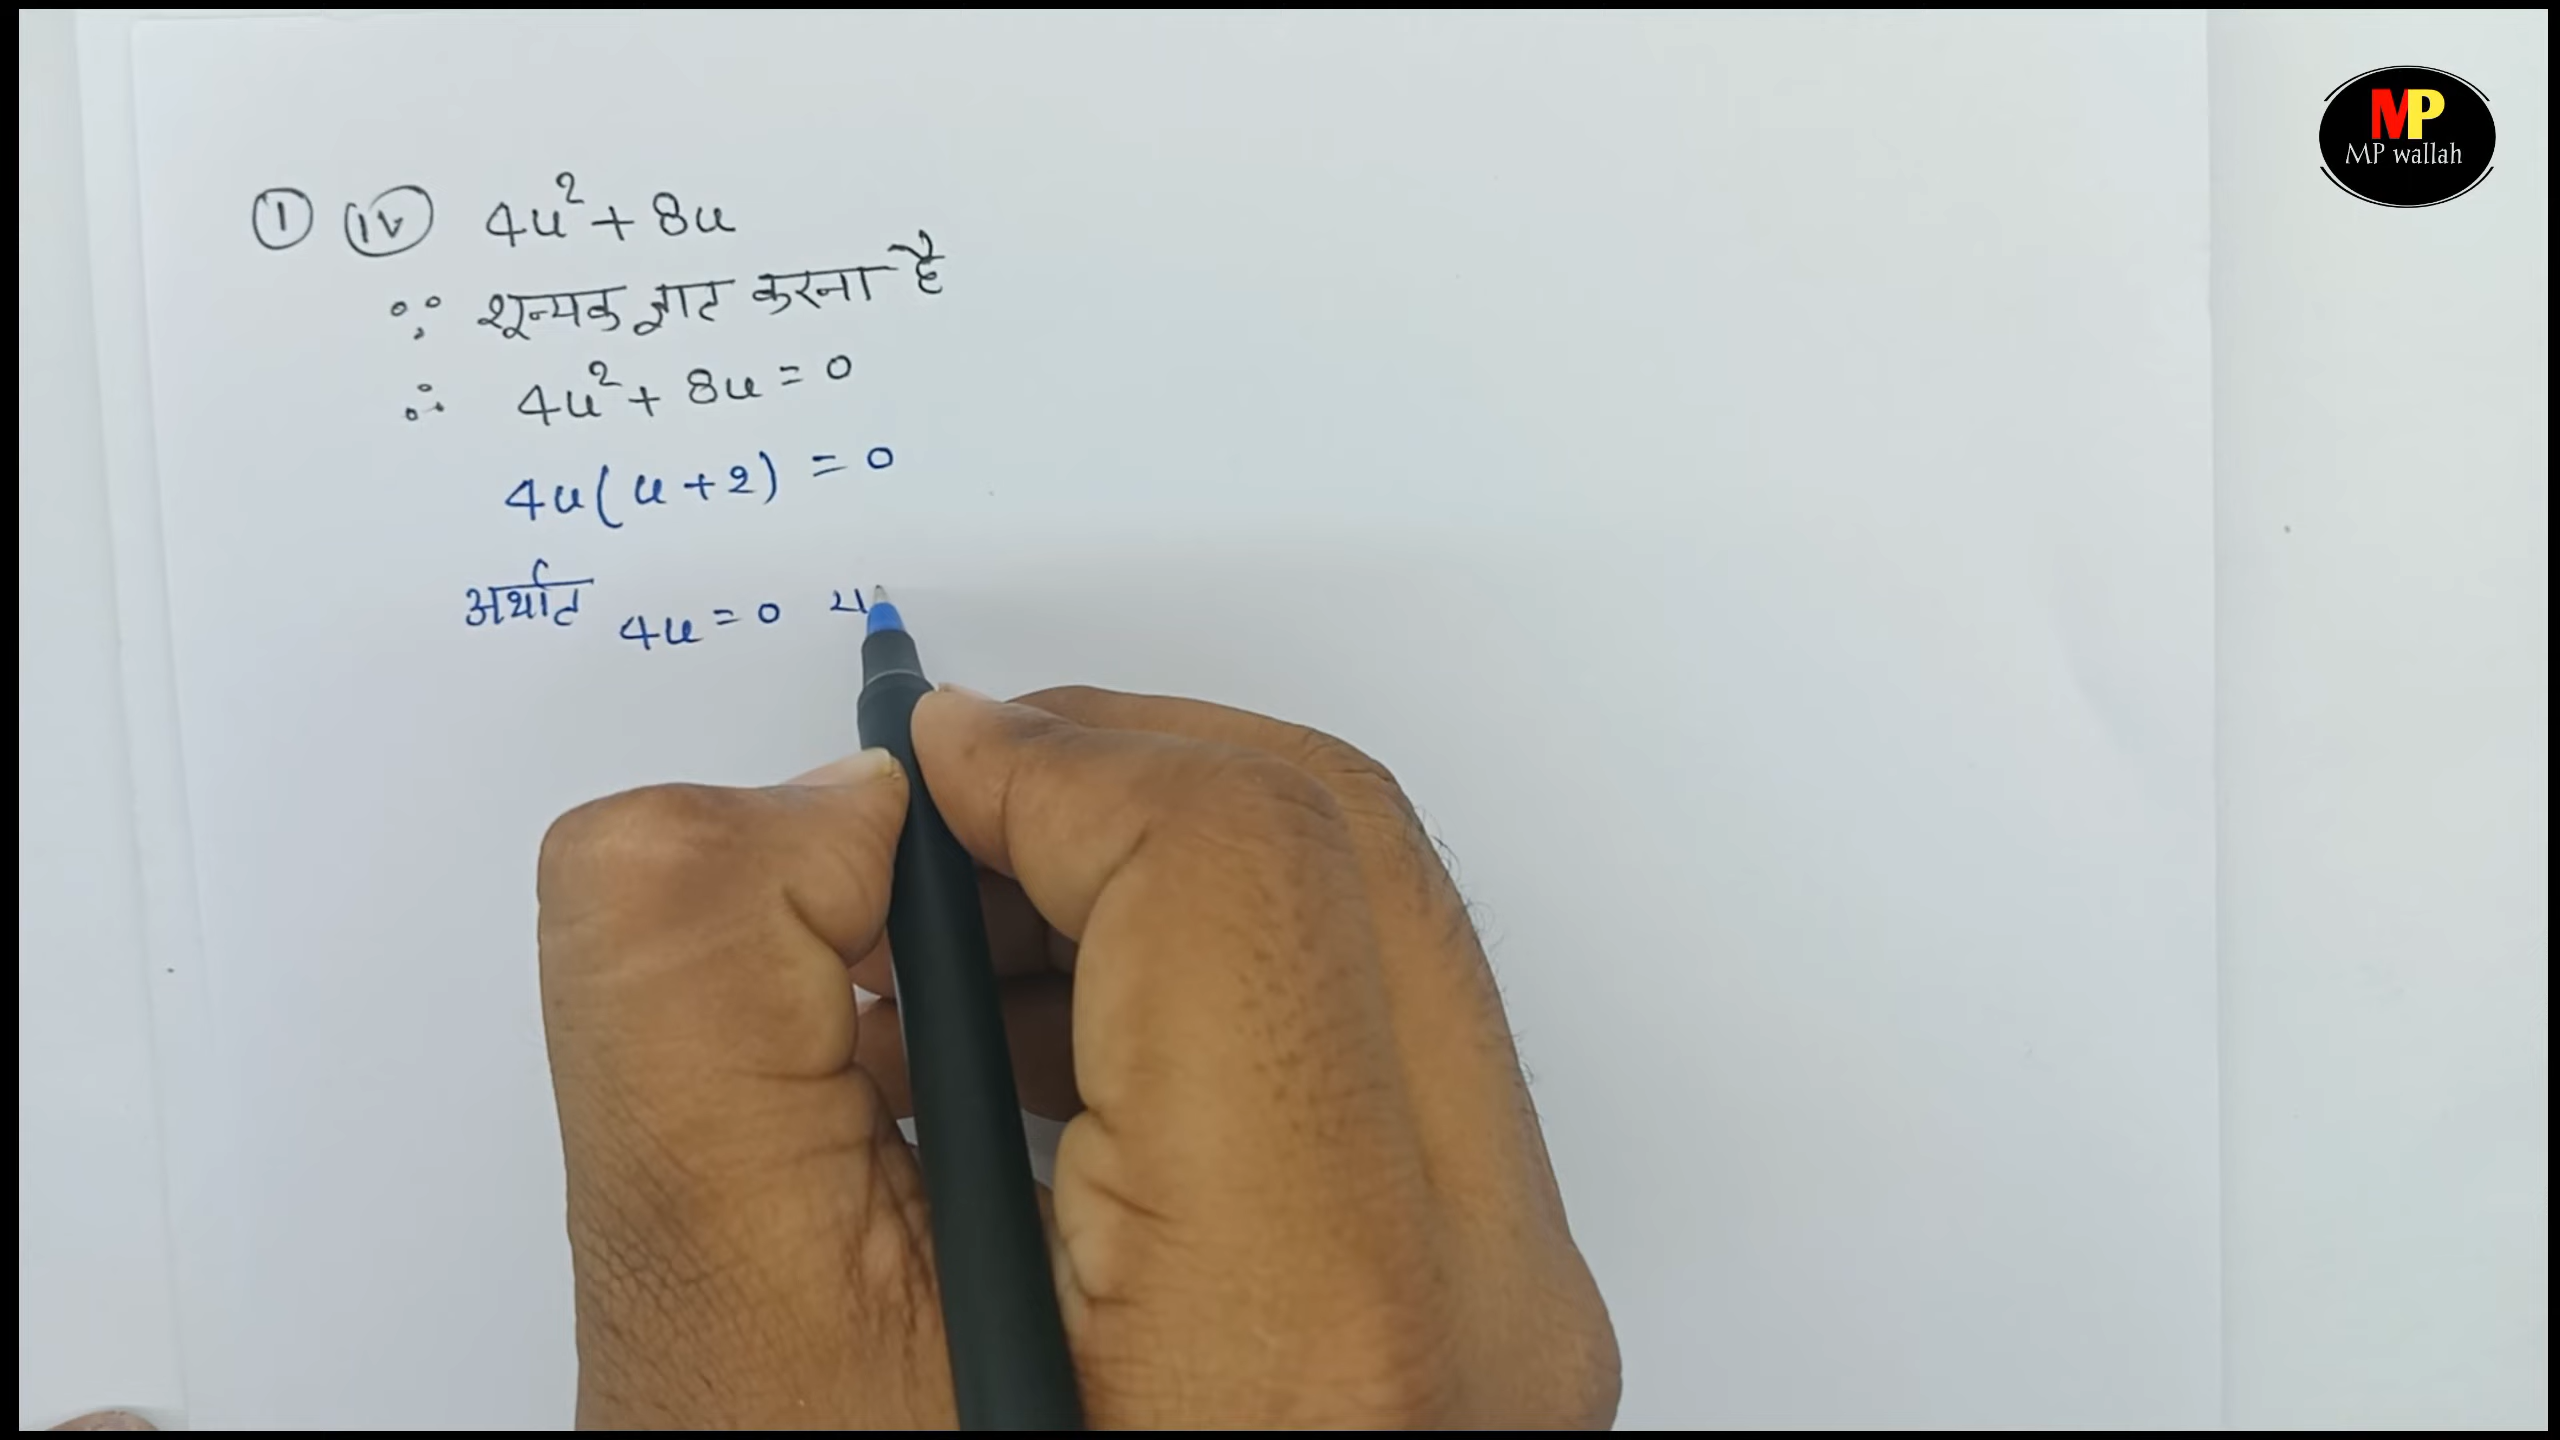 MP
MP wallah
① (iv) 4u² + 8u
∵ शून्यक ज्ञात करना है
∴ 4u² + 8u = 0
4u(u + 2) = 0
अर्थात 4u = 0